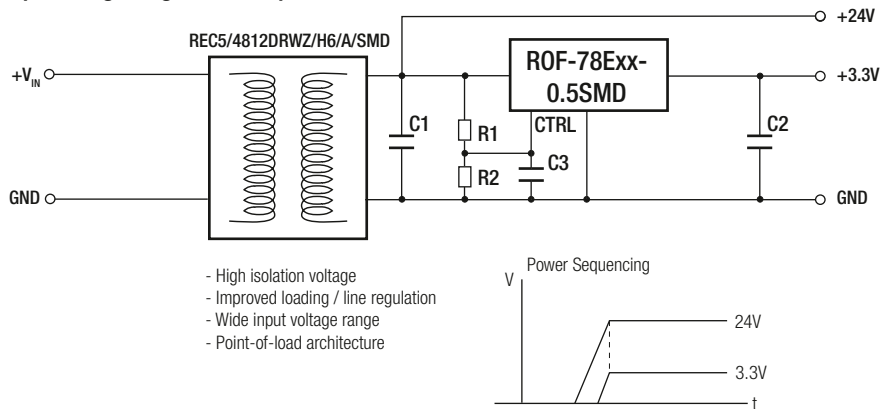 +24V
REC5/4812DRWZ/H6/A/SMD
+VIN
ROF-78Exx-
0.5SMD
+3.3V
C1
R1
CTRL
C2
R2
C3
GND
GND
- High isolation voltage
- Improved loading / line regulation
- Wide input voltage range
- Point-of-load architecture
Power Sequencing
V
24V
3.3V
t